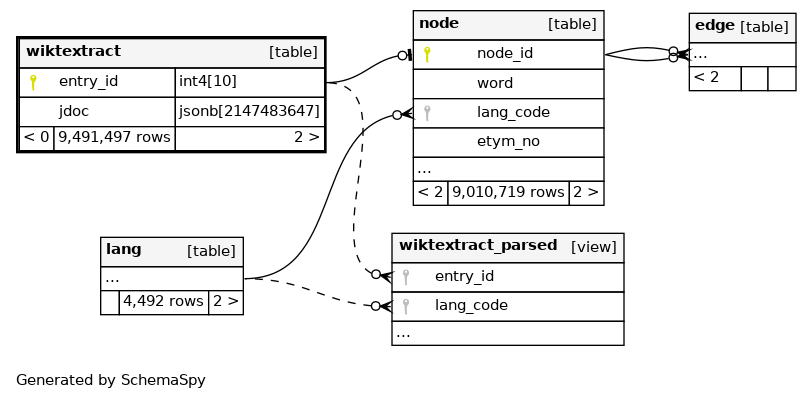 wiktextract [table]
entry_id int4[10]
jdoc jsonb[2147483647]
< 0 9,491,497 rows 2 >
node [table]
node_id
word
lang_code
etym_no
...
< 2 9,010,719 rows 2 >
edge [table]
...
< 2
lang [table]
...
4,492 rows 2 >
wiktextract_parsed [view]
entry_id
lang_code
...
Generated by SchemaSpy